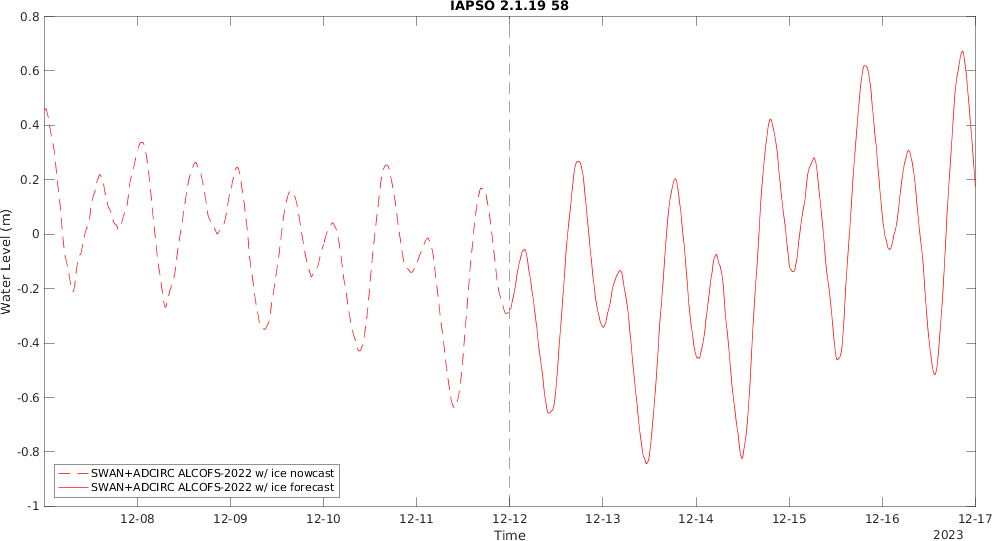 IAPSO 2.1.19 58
Water Level (m)
0.8
0.6
0.4
0.2
0
-0.2
-0.4
-0.6
-0.8
-1
SWAN+ADCIRC ALCOFS-2022 w/ ice nowcast
SWAN+ADCIRC ALCOFS-2022 w/ ice forecast
12-08 12-09 12-10 12-11 12-12 12-13 12-14 12-15 12-16 12-17
Time
2023